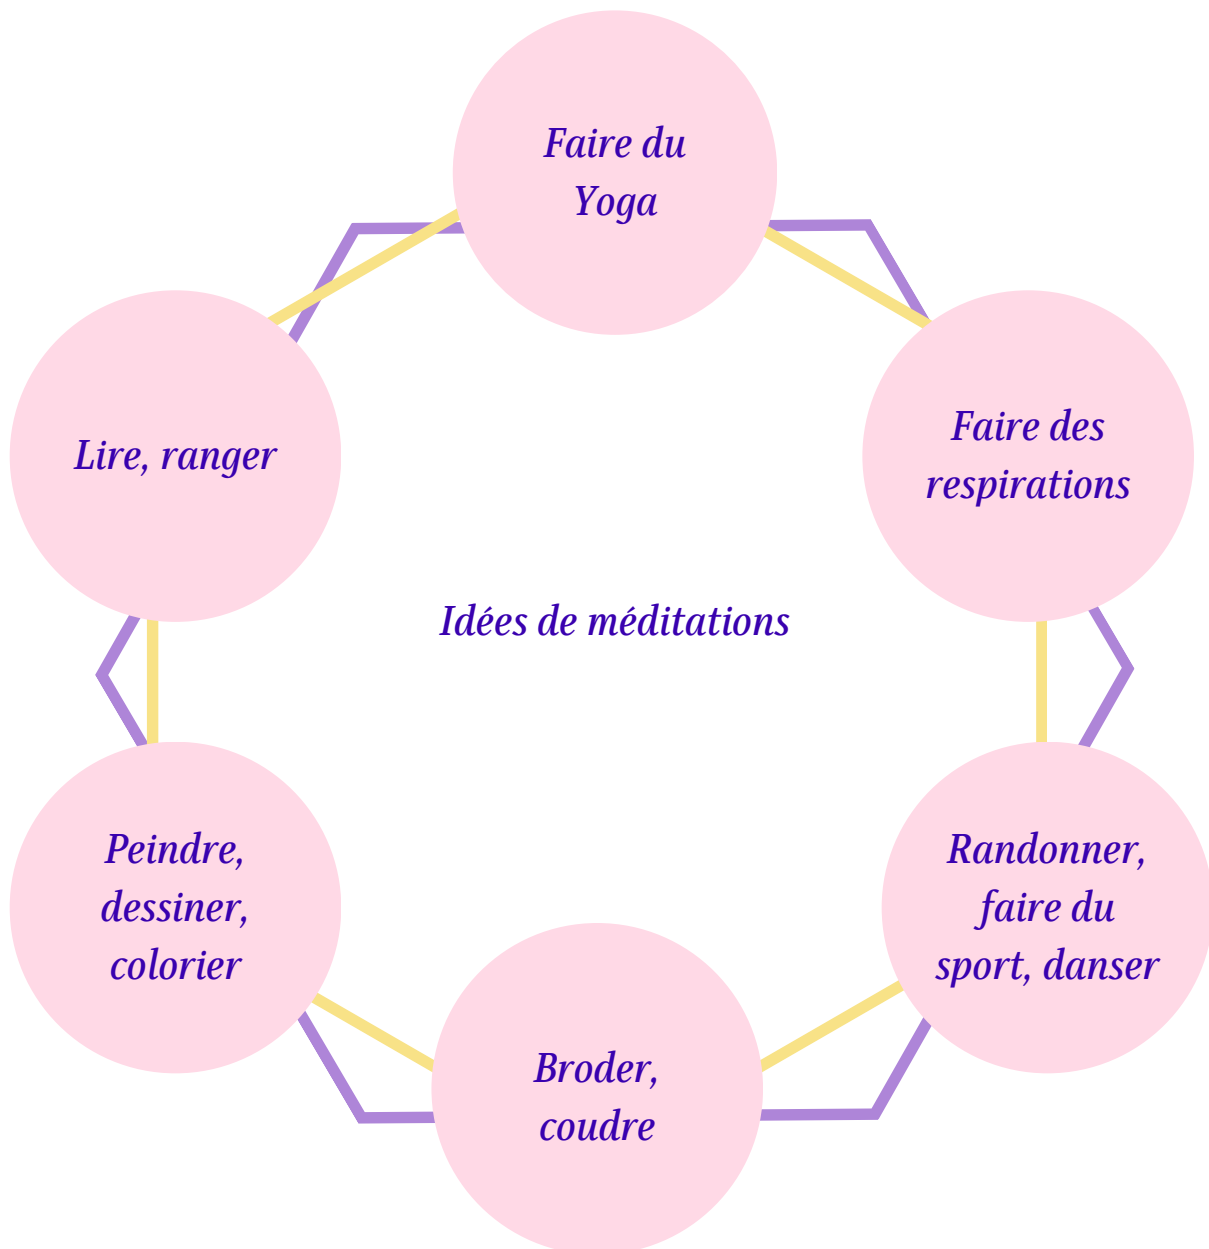 Faire du
Yoga
Faire des
respirations
Lire, ranger
Idées de méditations
Peindre,
dessiner,
colorier
Randonner,
faire du
sport, danser
Broder,
coudre